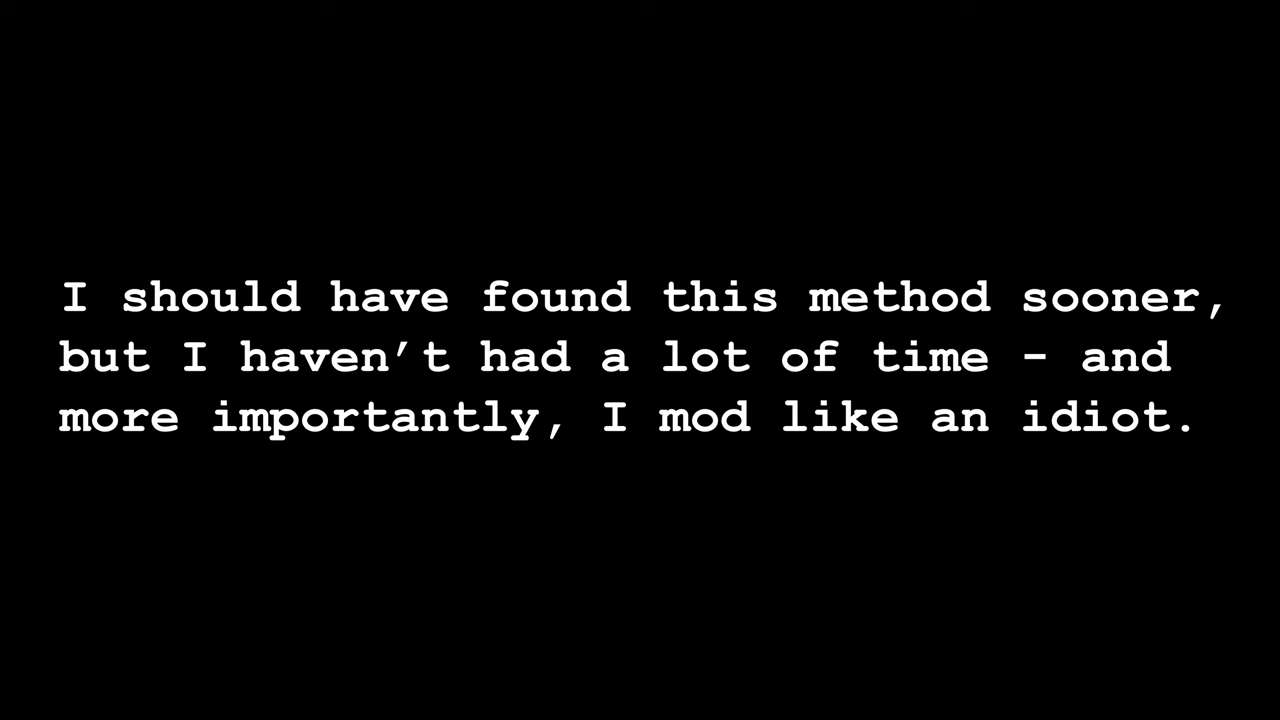 I should have found this method sooner,
but I haven’t had a lot of time - and
more importantly, I mod like an idiot.